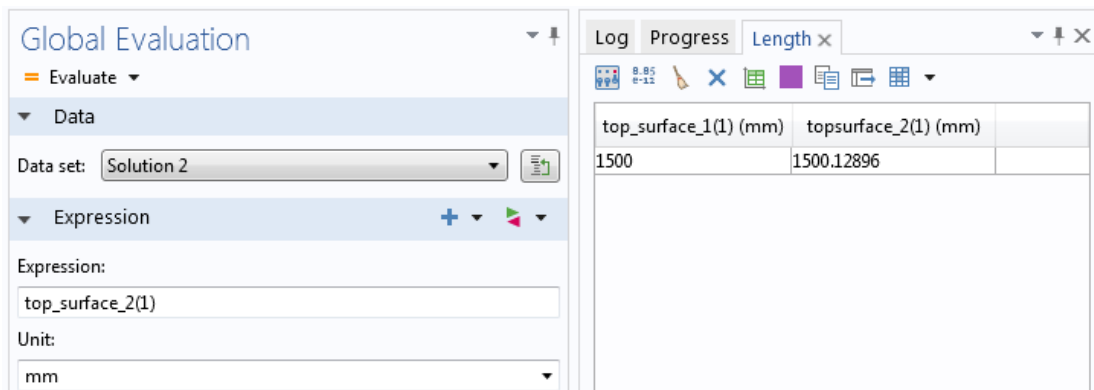 Global Evaluation
= Evaluate
Data
Data set: Solution 2
Expression
Expression:
top_surface_2(1)
Unit:
mm
Log Progress Length
8.85
e-12
top_surface_1(1) (mm) topsurface_2(1) (mm)
1500 1500.12896